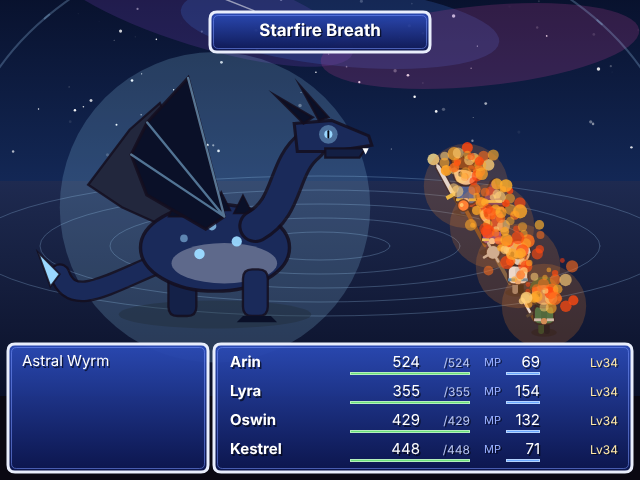 Starfire Breath
Astral Wyrm
Arin 524 /524 MP 69 Lv34
Lyra 355 /355 MP 154 Lv34
Oswin 429 /429 MP 132 Lv34
Kestrel 448 /448 MP 71 Lv34